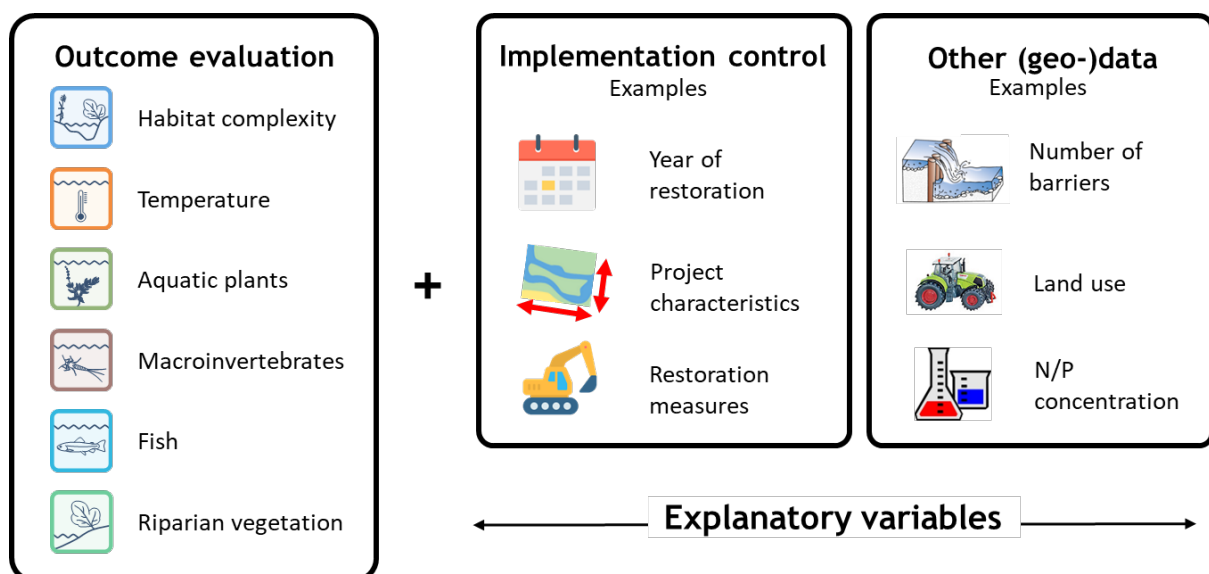 Outcome evaluation
Habitat complexity
Temperature
Aquatic plants
Macroinvertebrates
Fish
Riparian vegetation
+
Implementation control
Examples
Year of
restoration
Project
characteristics
Restoration
measures
Other (geo-)data
Examples
Number of
barriers
Land use
N/P
concentration
Explanatory variables